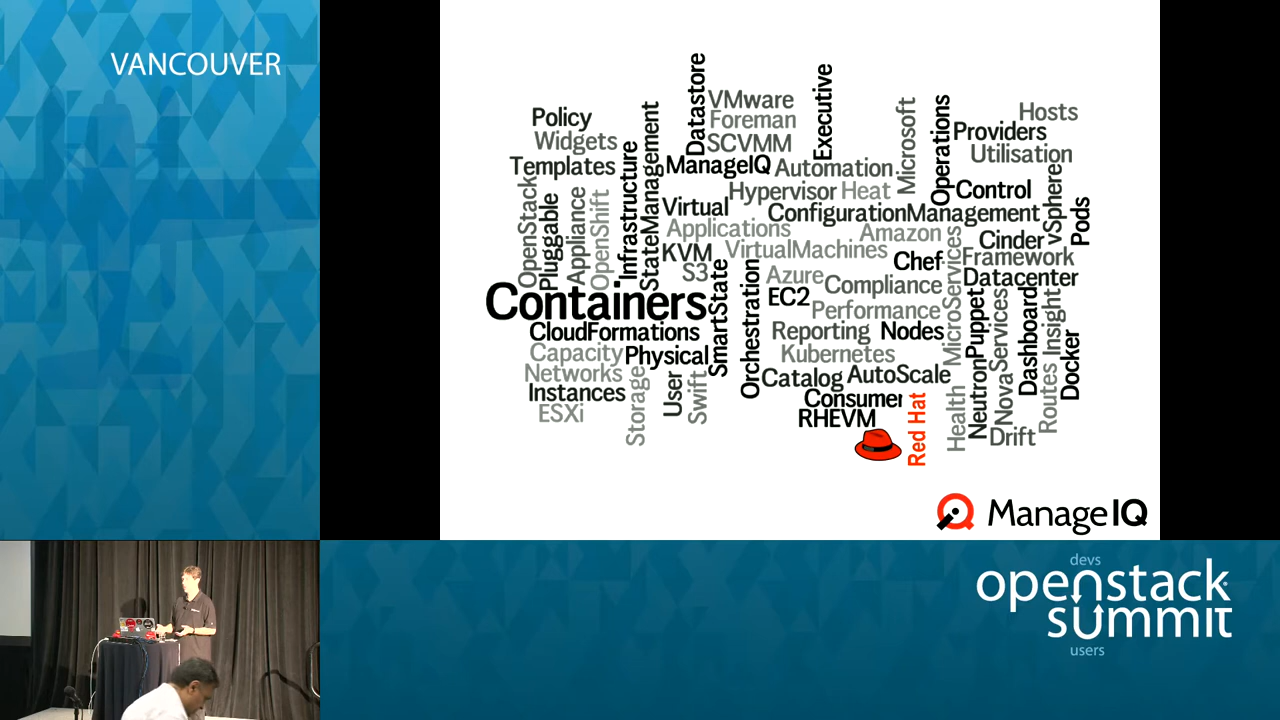 VANCOUVER
Datastore
VMware
Executive
Policy
Foreman
Microsoft
Operations
Hosts
Widgets
StateManagement
SCVMM
Providers
Templates
Infrastructure
ManageIQ
Automation
Utilisation
OpenStack
Pluggable
Appliance
OpenShift
Hypervisor
Heat
Control
vSphere
Virtual
ConfigurationManagement
Pods
Applications
Amazon
Cinder
KVM
VirtualMachines
Chef
MicroServices
Framework
S3
SmartState
Orchestration
Azure
Compliance
Datacenter
Containers
EC2
Performance
Puppet
Services
Dashboard
Insight
Docker
CloudFormations
Reporting
Nodes
Capacity
Physical
Kubernetes
Networks
Storage
User
Swift
Catalog
AutoScale
Neutron
Nova
Routes
Instances
Consumer
Health
ESXi
RHEVM
Red Hat
Drift
ManageIQ
devs
openstack
summit
users